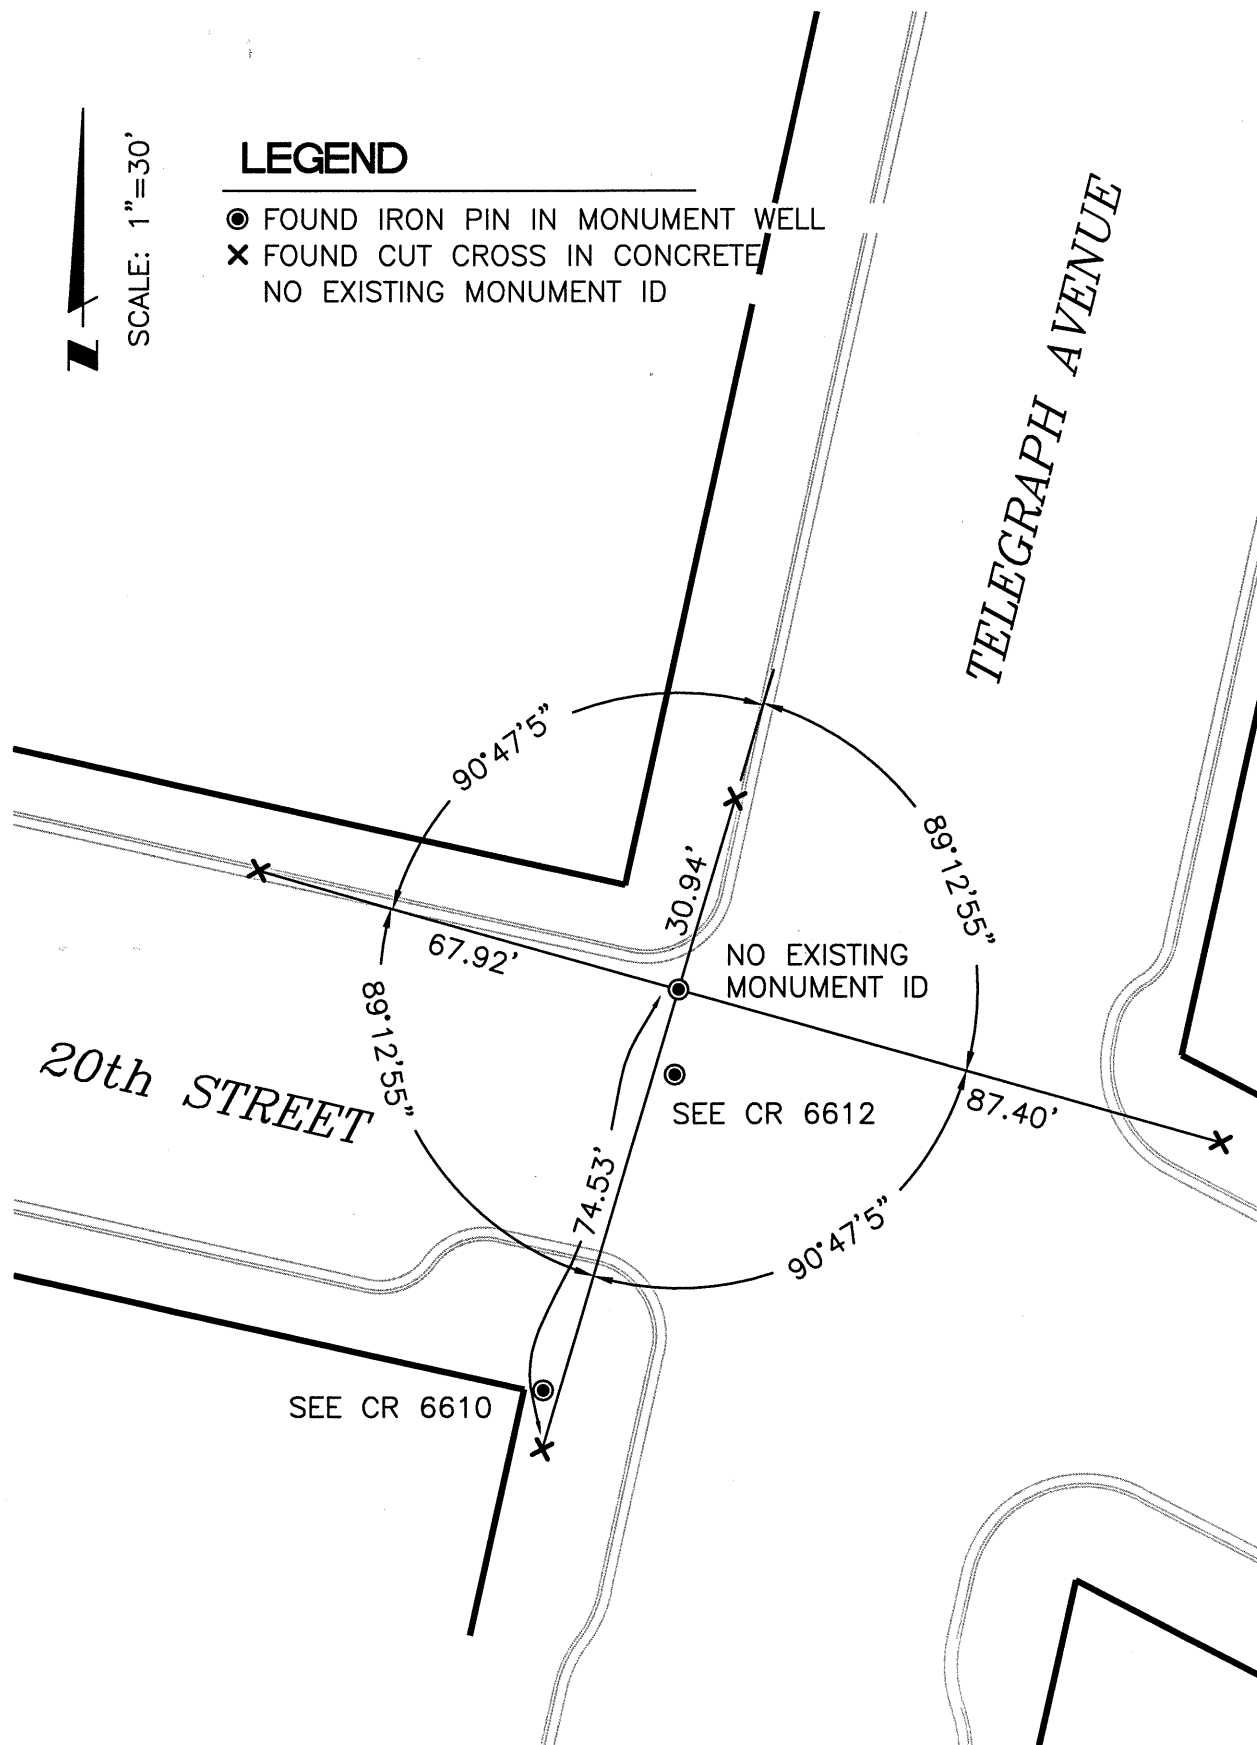 LEGEND
FOUND IRON PIN IN MONUMENT WELL
FOUND CUT CROSS IN CONCRETE
NO EXISTING MONUMENT ID
SCALE: 1"=30'
N
TELEGRAPH AVENUE
90°47'5"
89°12'55"
30.94'
67.92'
NO EXISTING
MONUMENT ID
89°12'55"
20th STREET
SEE CR 6612
87.40'
74.53'
90°47'5"
SEE CR 6610